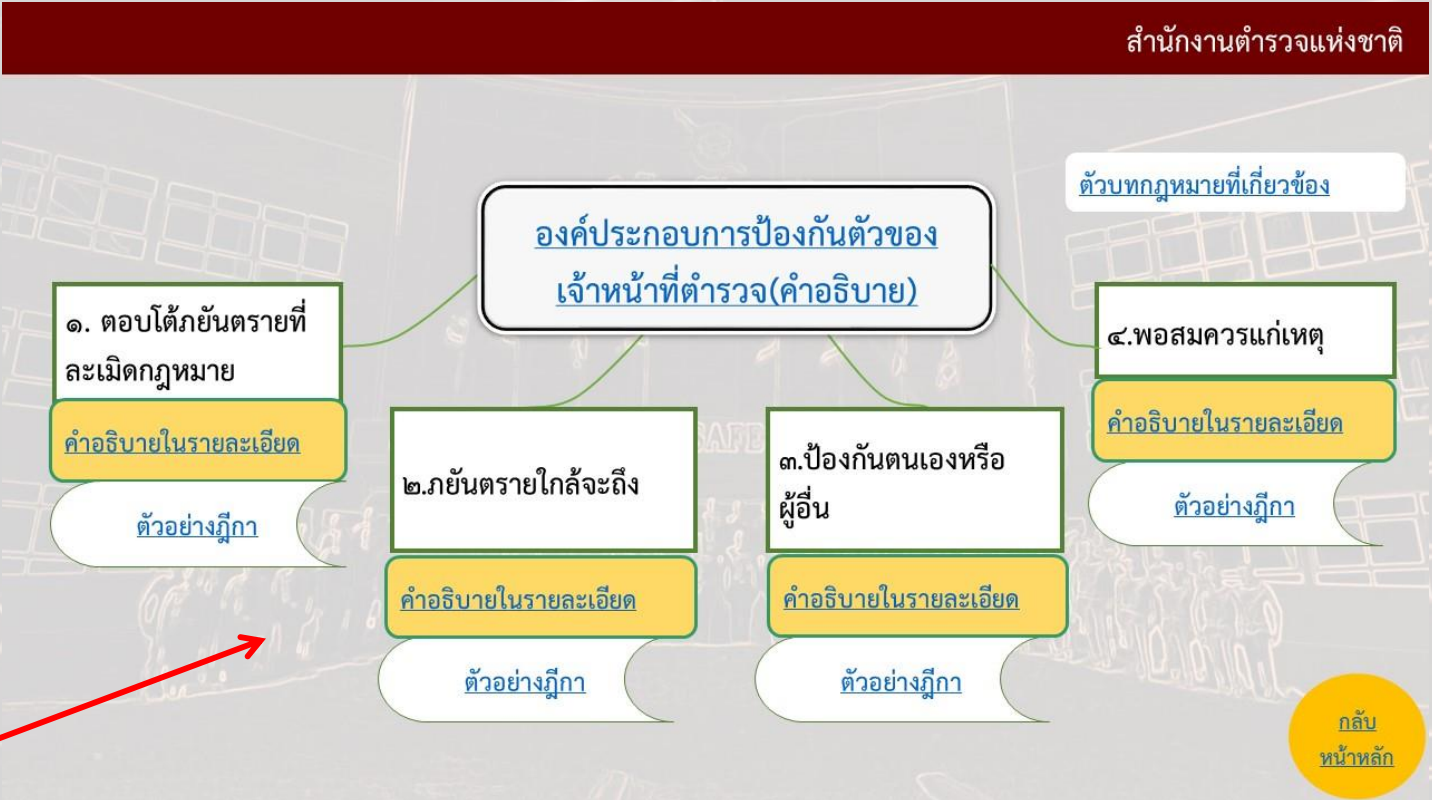 สำนักงานตำรวจแห่งชาติ
ตัวบทกฎหมายที่เกี่ยวข้อง
องค์ประกอบการป้องกันตัวของ
เจ้าหน้าที่ตำรวจ(คำอธิบาย)
๑. ตอบโต้ภยันตรายที่
ละเมิดกฎหมาย
คำอธิบายในรายละเอียด
ตัวอย่างฎีกา
๒.ภยันตรายใกล้จะถึง
คำอธิบายในรายละเอียด
ตัวอย่างฎีกา
๓.ป้องกันตนเองหรือ
ผู้อื่น
คำอธิบายในรายละเอียด
ตัวอย่างฎีกา
๔.พอสมควรแก่เหตุ
คำอธิบายในรายละเอียด
ตัวอย่างฎีกา
กลับ
หน้าหลัก